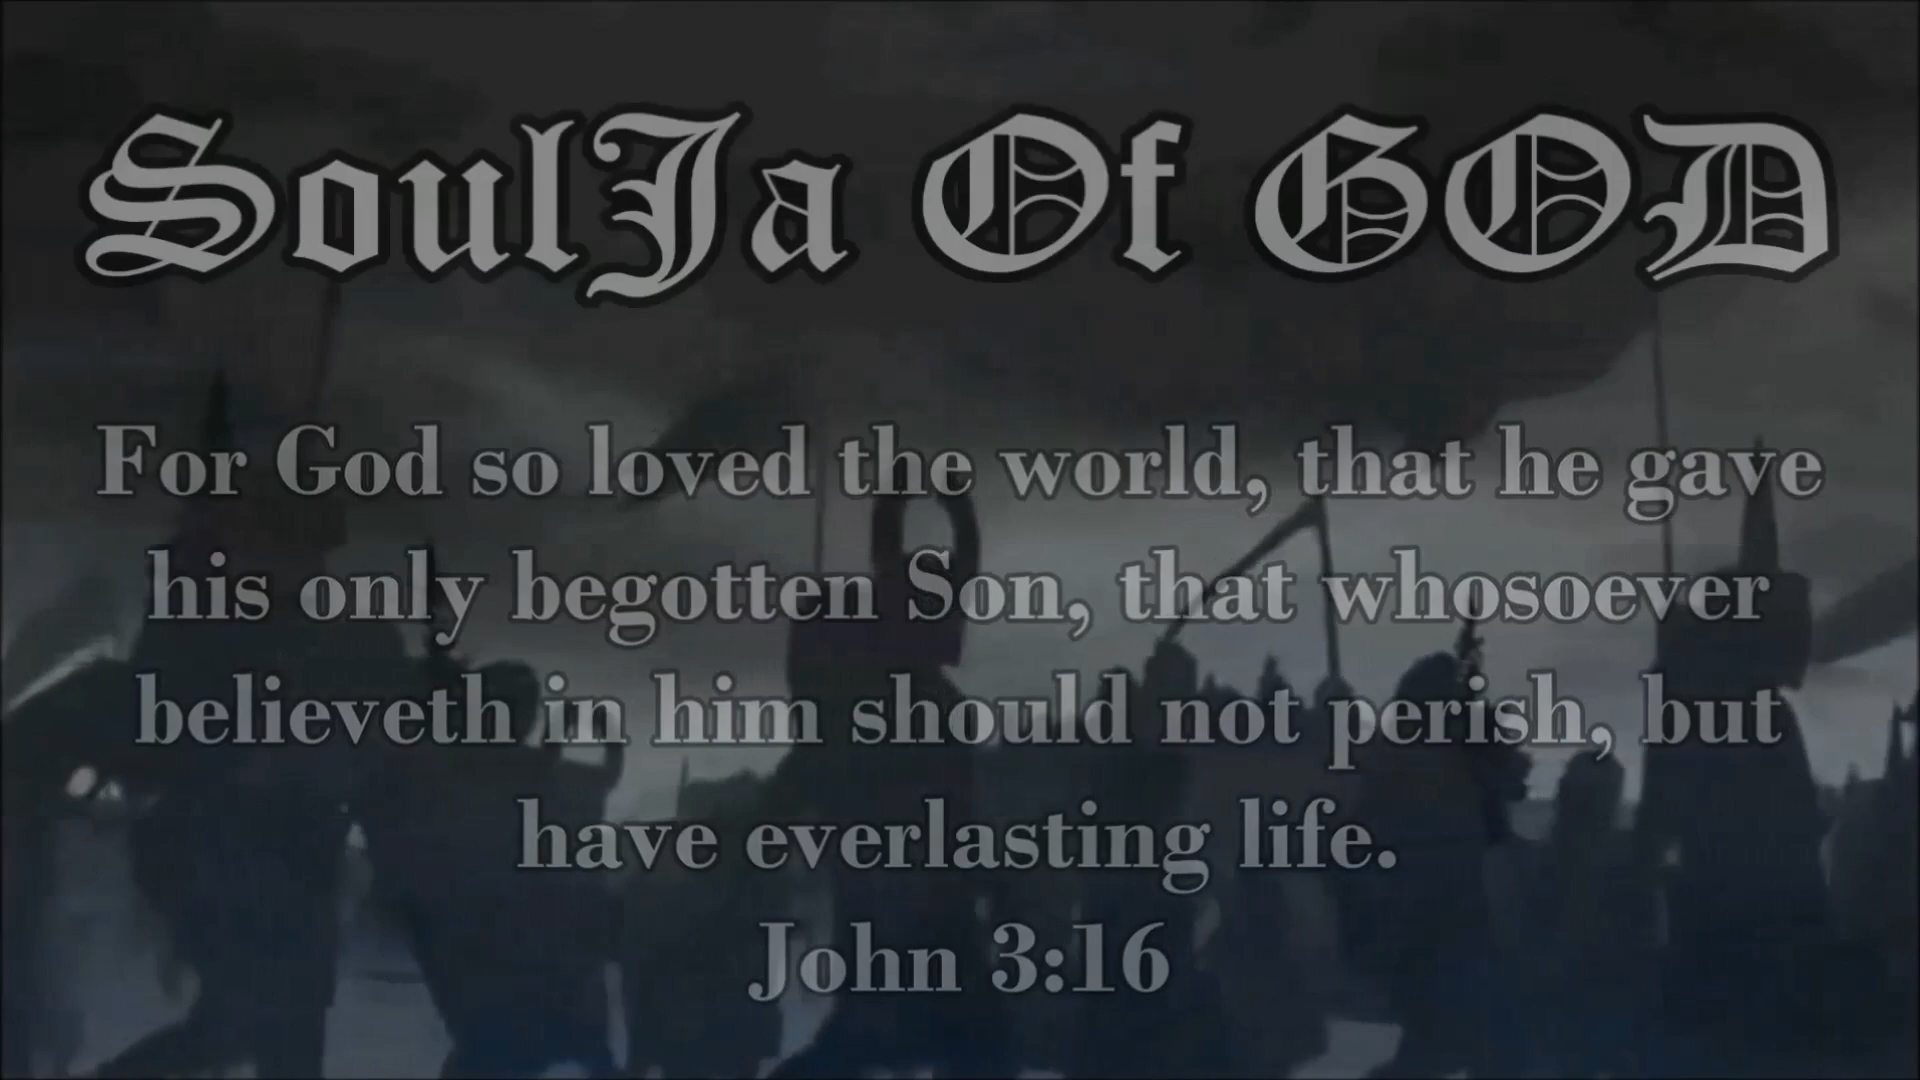 SoulJa Of GOD
For God so loved the world, that he gave
his only begotten Son, that whosoever
believeth in him should not perish, but
have everlasting life.
John 3:16